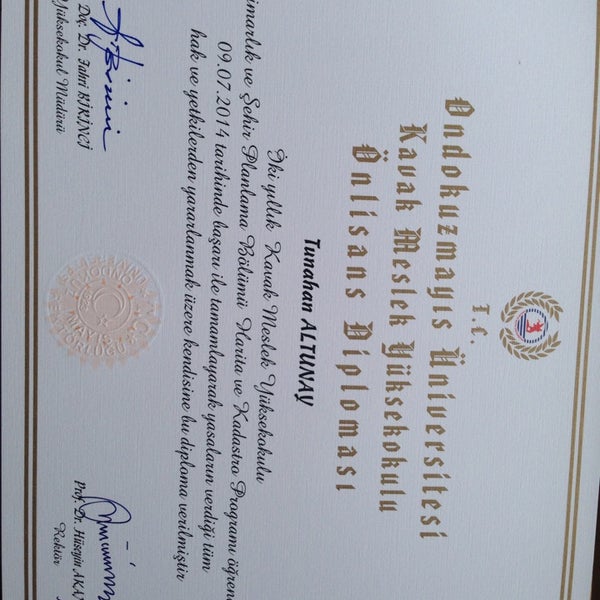 T.C.
Ondokuzmayıs Üniversitesi
Kavak Meslek Yüksekokulu
Önlisans Diploması
Tunahan ALTUNAY
İki yıllık Kavak Meslek Yüksekokulu
imarlık ve Şehir Planlama Bölümü Harita ve Kadastro Programı öğren
09.07.2014 tarihinde başarı ile tamamlayarak yasaların verdiği tüm
hak ve yetkilerden yararlanmak üzere kendisine bu diploma verilmiştir
Doç. Dr. Fahri BİRİNCİ
Yüksekokul Müdürü
Prof. Dr. Hüseyin AKAN
Rektör